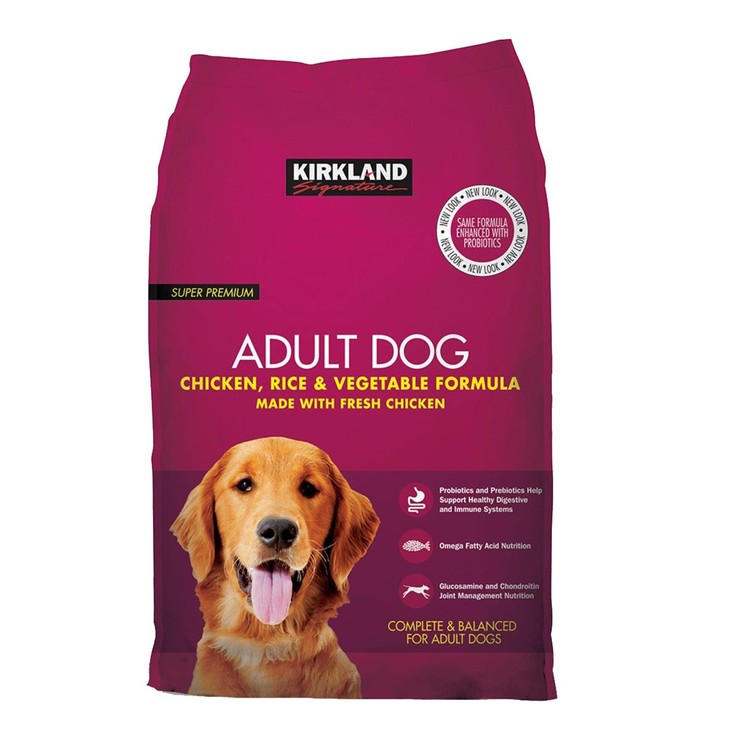 KIRKLAND
Signature
NEW LOOK • NEW LOOK • NEW LOOK • NEW LOOK • NEW LOOK •
SAME FORMULA
ENHANCED WITH
PROBIOTICS
SUPER PREMIUM
ADULT DOG
CHICKEN, RICE & VEGETABLE FORMULA
MADE WITH FRESH CHICKEN
Probiotics and Prebiotics Help
Support Healthy Digestive
and Immune Systems
Omega Fatty Acid Nutrition
Glucosamine and Chondroitin
Joint Management Nutrition
COMPLETE & BALANCED
FOR ADULT DOGS